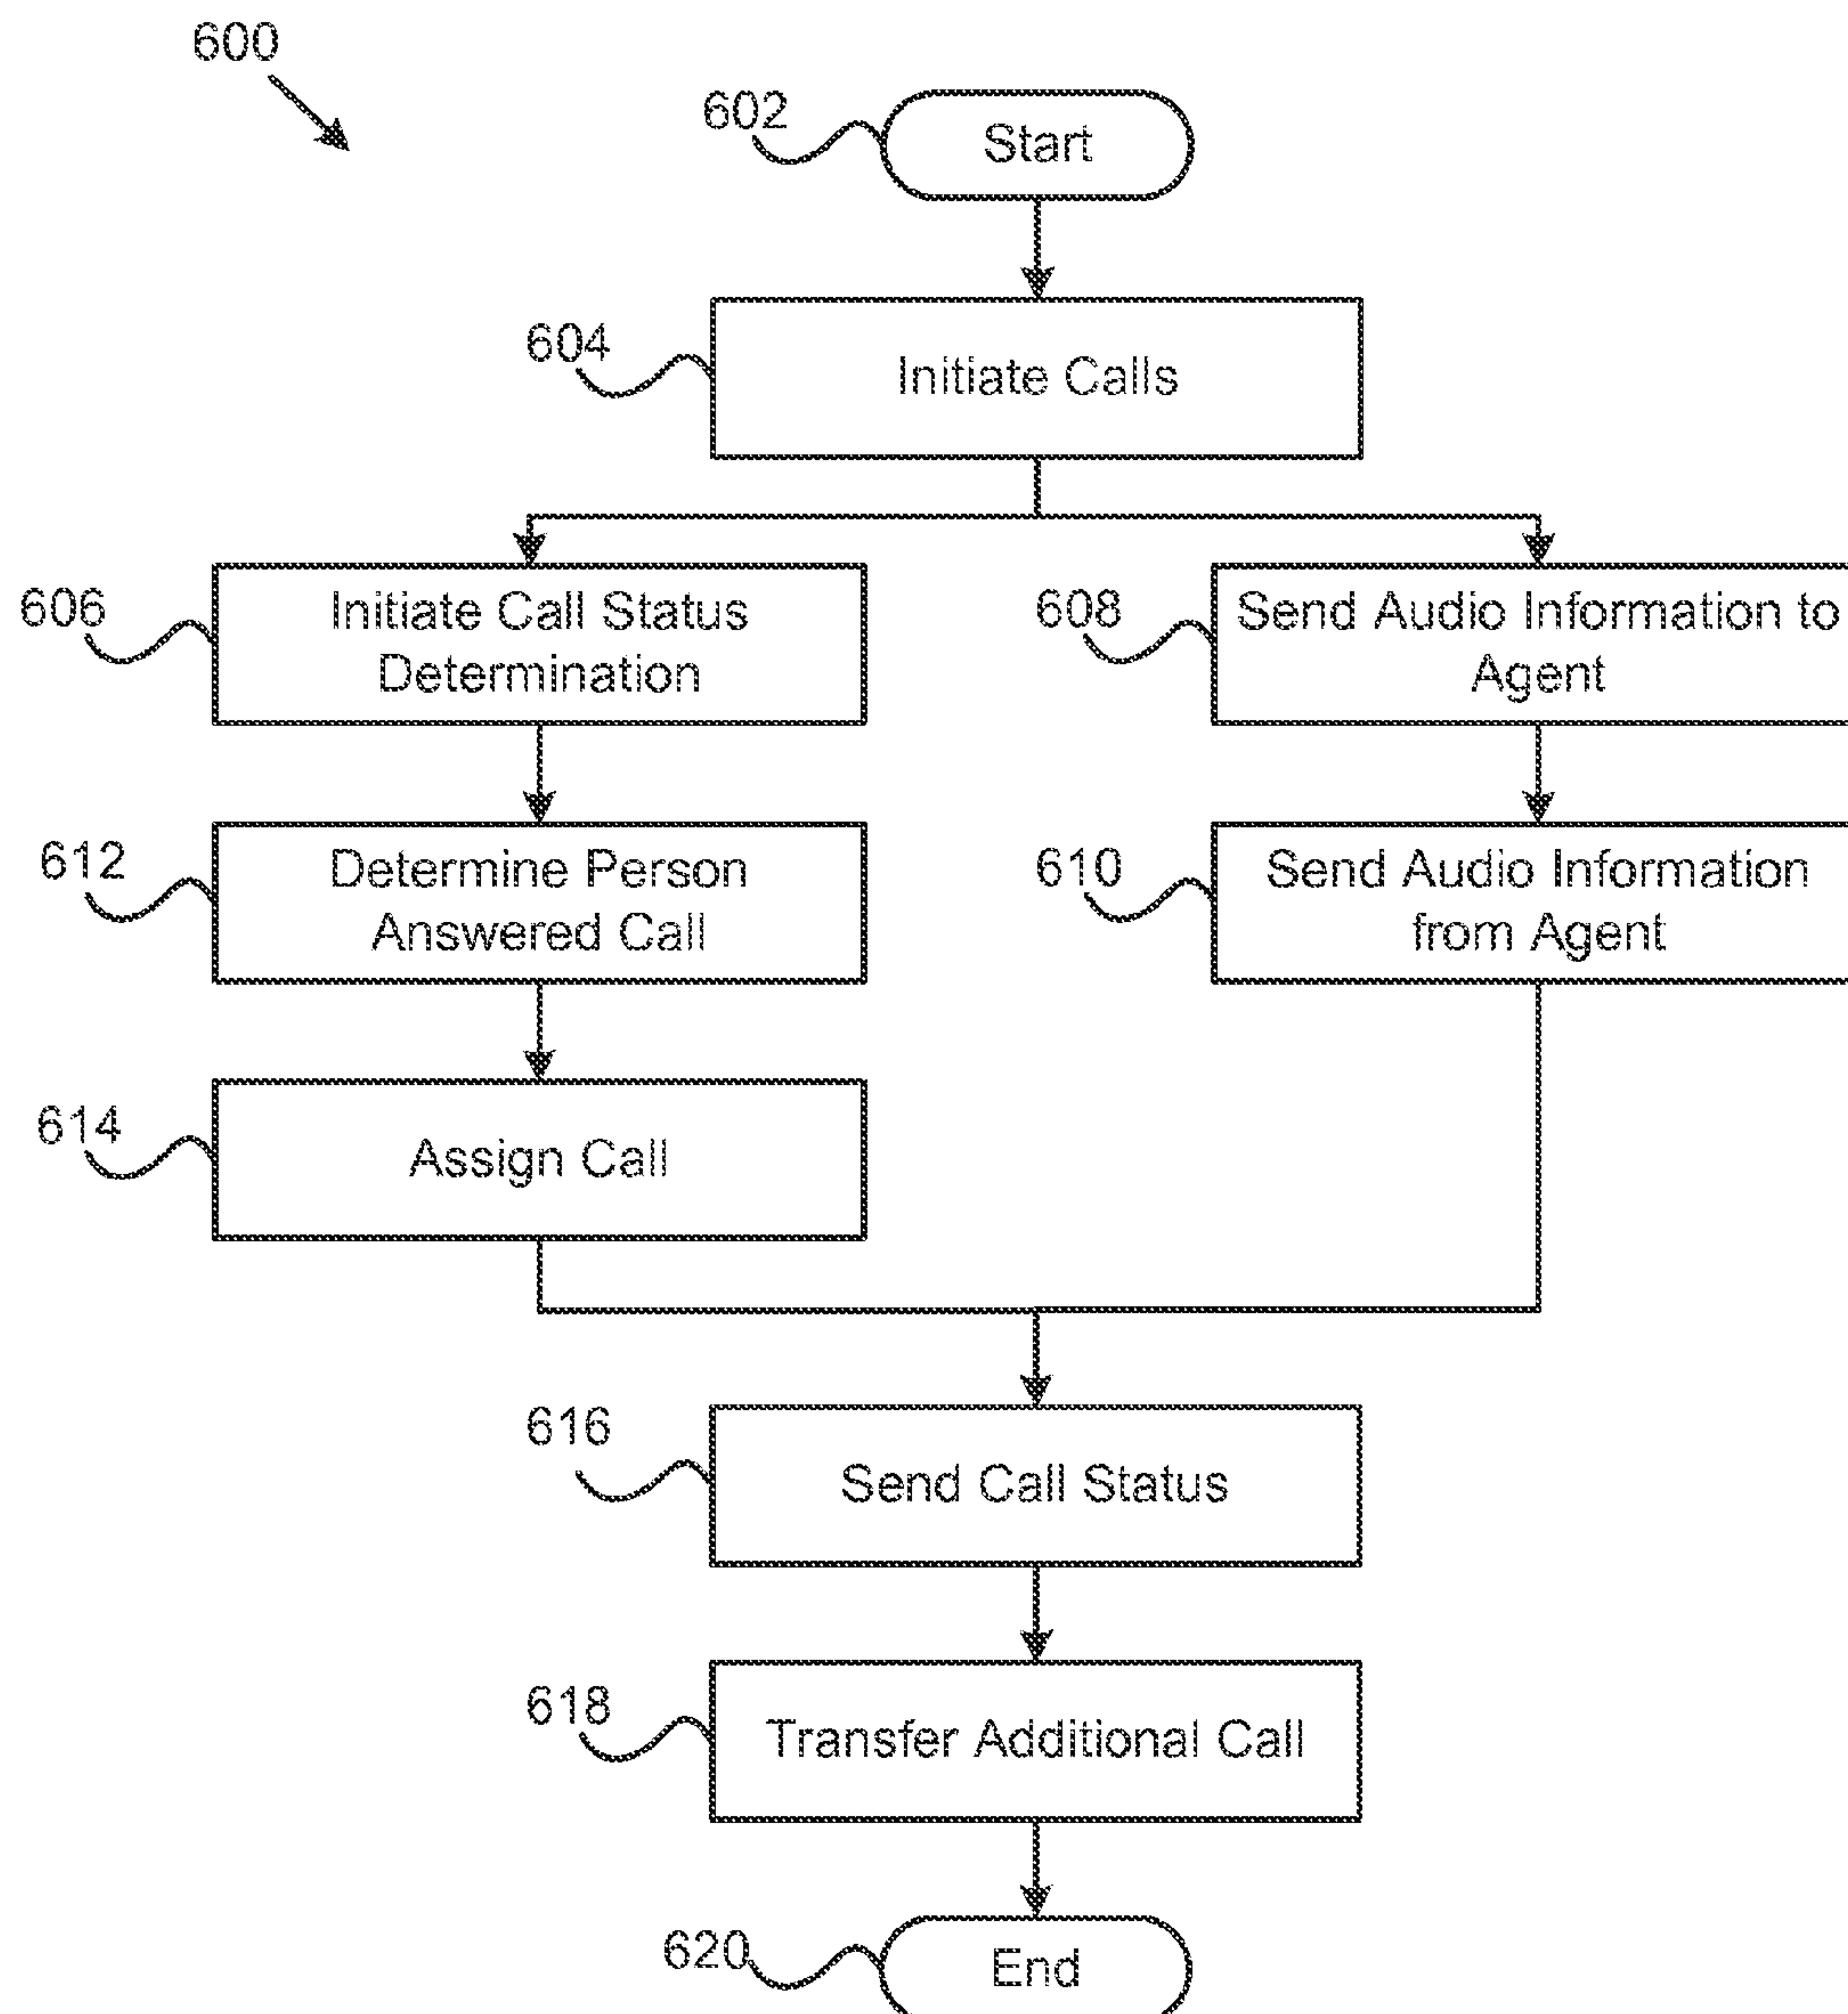 600
602
Start
604
Initiate Calls
606
Initiate Call Status
Determination
608
Send Audio Information to
Agent
612
Determine Person
Answered Call
610
Send Audio Information
from Agent
614
Assign Call
616
Send Call Status
618
Transfer Additional Call
620
End